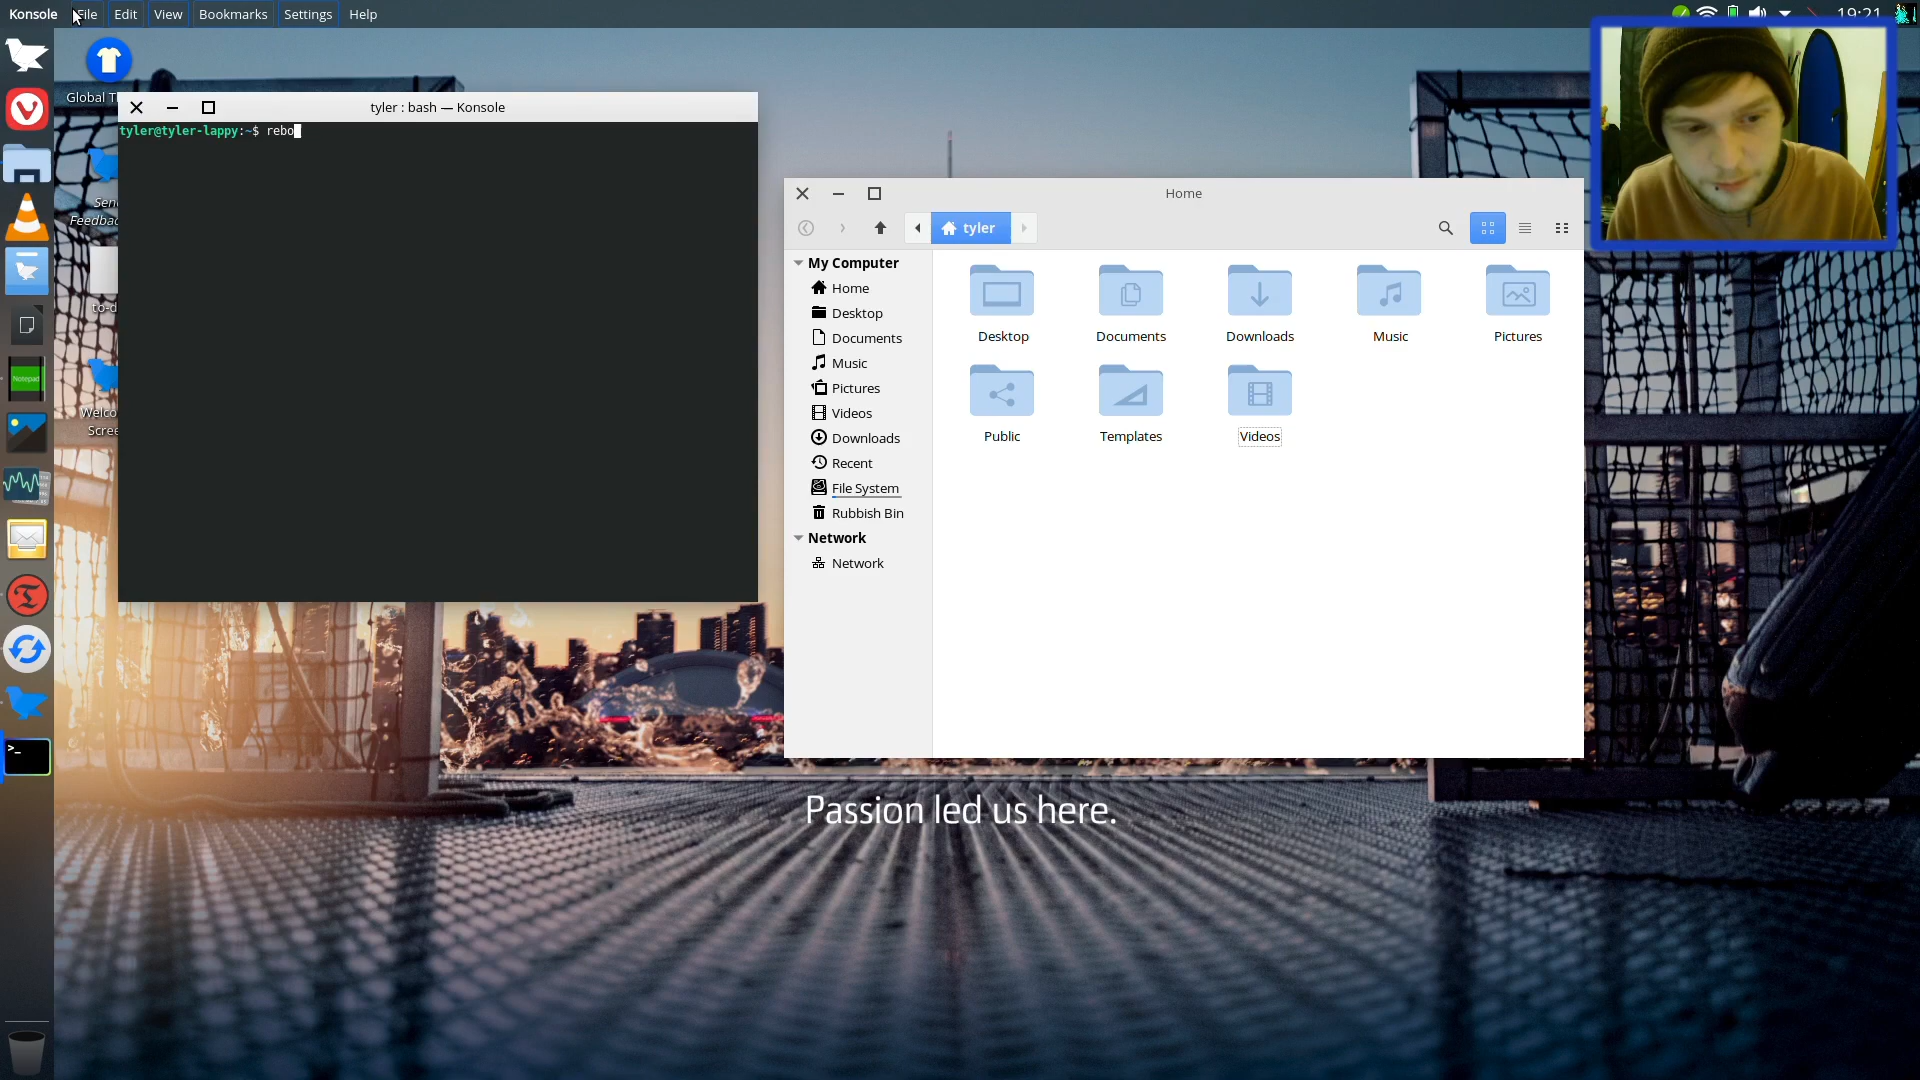 Konsole File Edit View Bookmarks Settings Help
19:21
Global T
tyler : bash — Konsole
tyler@tyler-lappy:~$ rebo
Sen
Feedbac
to-d
Welco
Scree
Notepad
>_
Home
tyler
My Computer
Home
Desktop
Documents
Music
Pictures
Videos
Downloads
Recent
File System
Rubbish Bin
Network
Network
Desktop Documents Downloads Music Pictures
Public Templates Videos
Passion led us here.